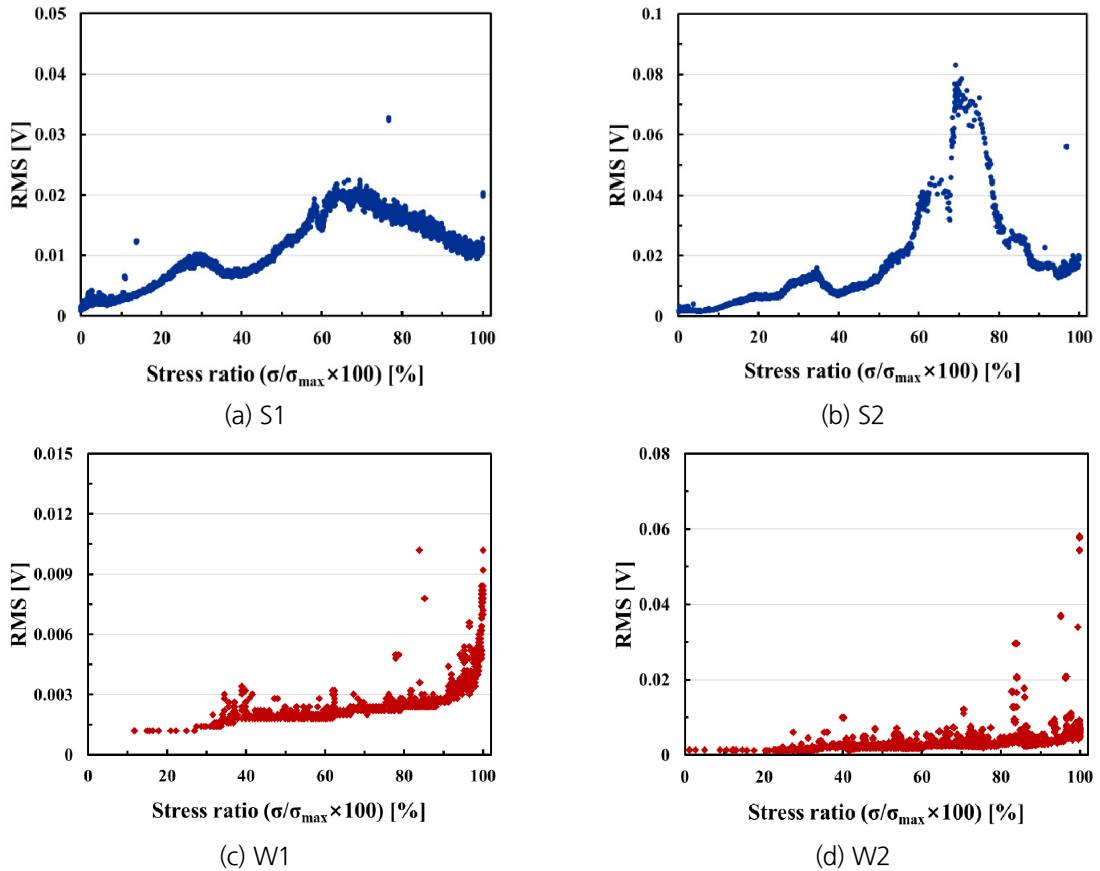 0.05
0.04
0.03
0.02
0.01
0
RMS [V]
0 20 40 60 80 100
Stress ratio (σ/σmax×100) [%]
(a) S1
0.1
0.08
0.06
0.04
0.02
0
RMS [V]
0 20 40 60 80 100
Stress ratio (σ/σmax×100) [%]
(b) S2
0.015
0.012
0.009
0.006
0.003
0
RMS [V]
0 20 40 60 80 100
Stress ratio (σ/σmax×100) [%]
(c) W1
0.08
0.06
0.04
0.02
0
RMS [V]
0 20 40 60 80 100
Stress ratio (σ/σmax×100) [%]
(d) W2